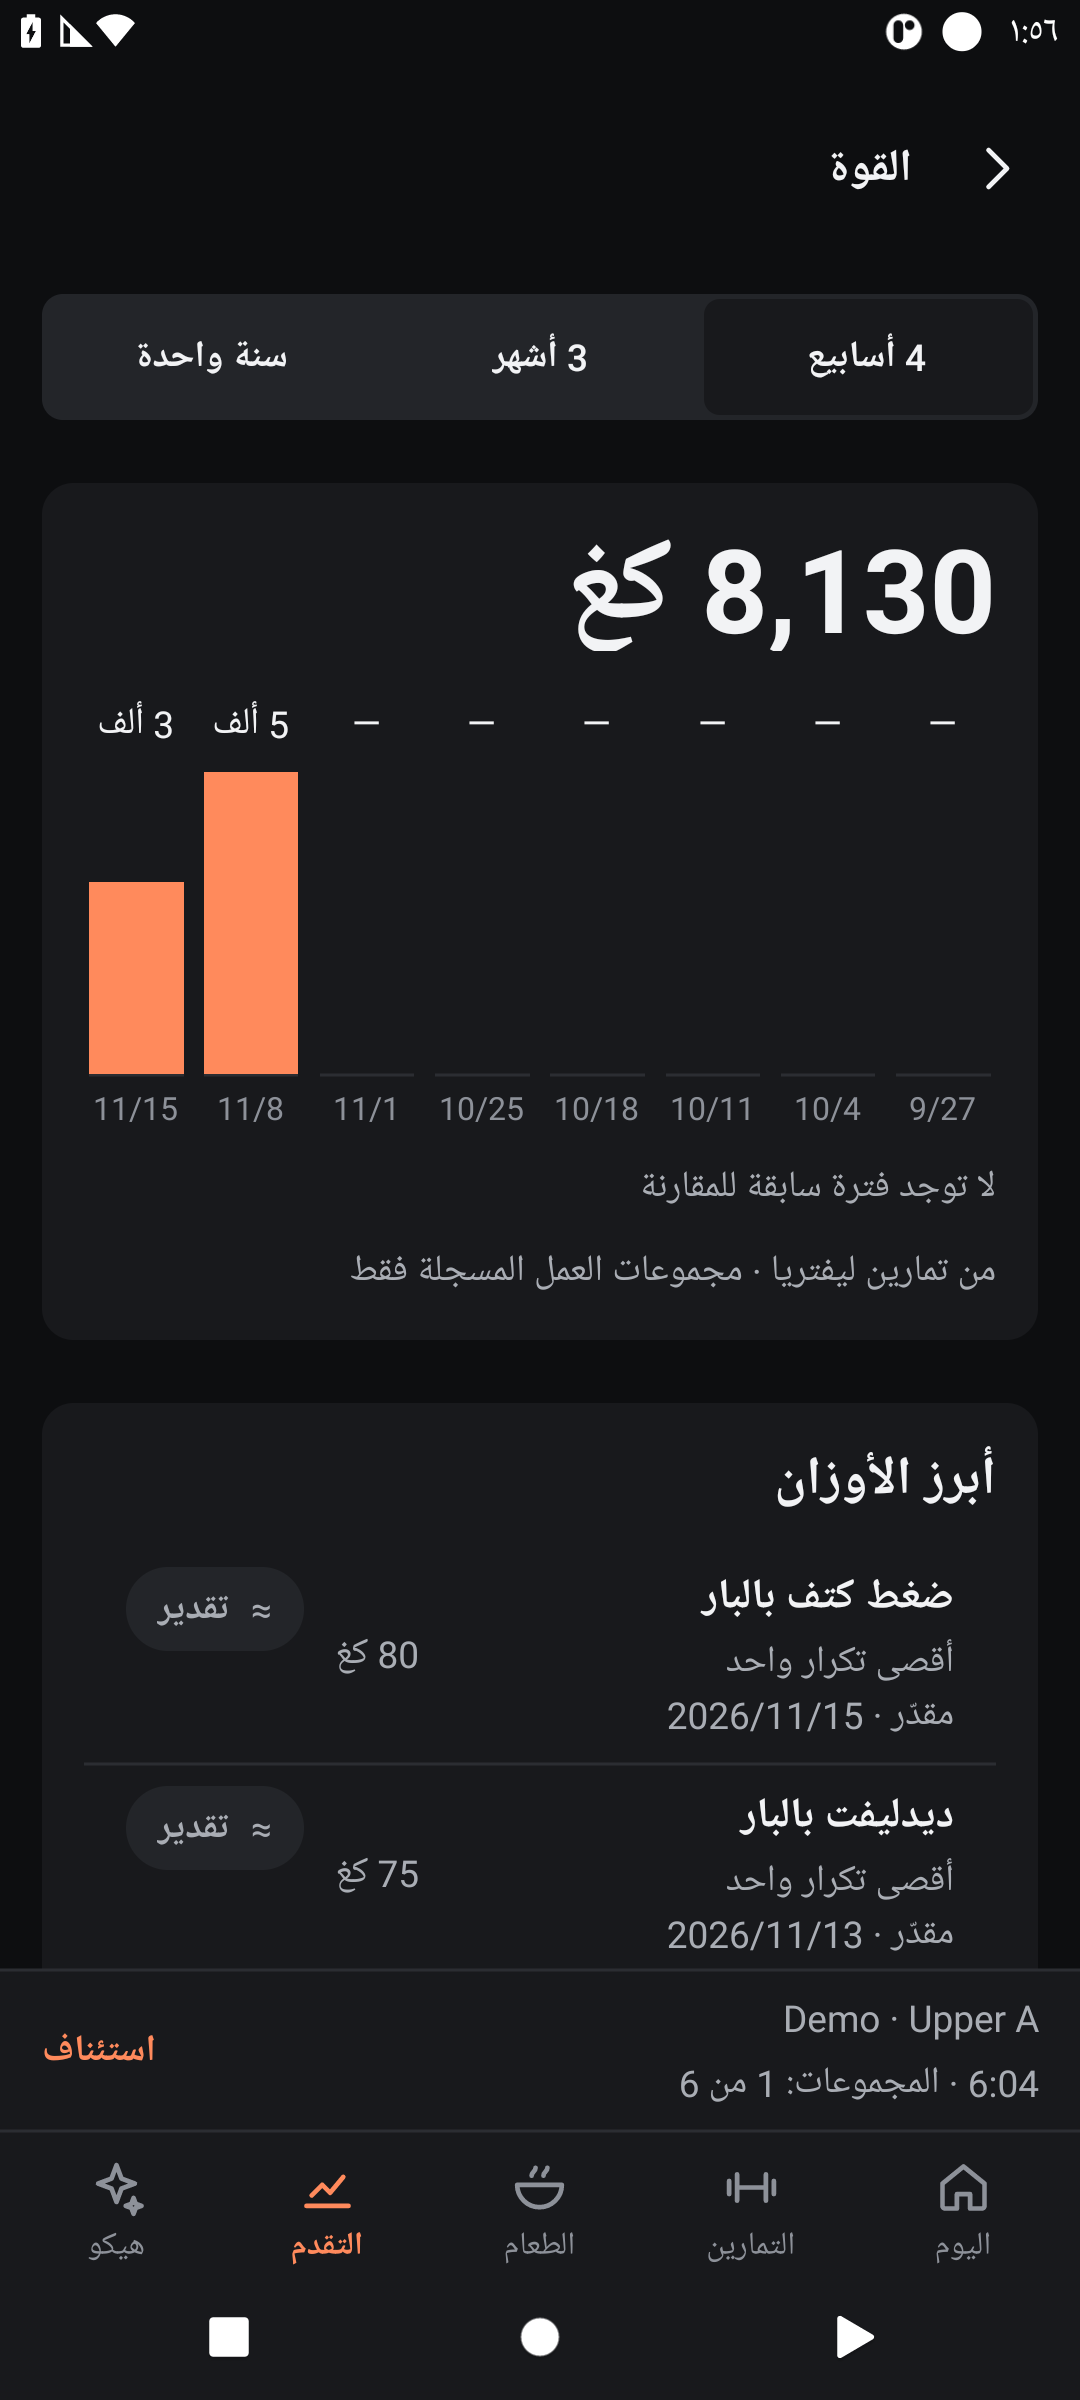 ١:٥٦
القوة
4 أسابيع
3 أشهر
سنة واحدة
8,130 كغ
– – – – – – 5 ألف 3 ألف
9/27 10/4 10/11 10/18 10/25 11/1 11/8 11/15
لا توجد فترة سابقة للمقارنة
من تمارين ليفتريا · مجموعات العمل المسجلة فقط
أبرز الأوزان
ضغط كتف بالبار
أقصى تكرار واحد
مقدّر · 2026/11/15
80 كغ
≈ تقدير
ديدليفت بالبار
أقصى تكرار واحد
مقدّر · 2026/11/13
75 كغ
≈ تقدير
Demo · Upper A
6:04 · المجموعات: 1 من 6
استئناف
اليوم
التمارين
الطعام
التقدم
هيكو